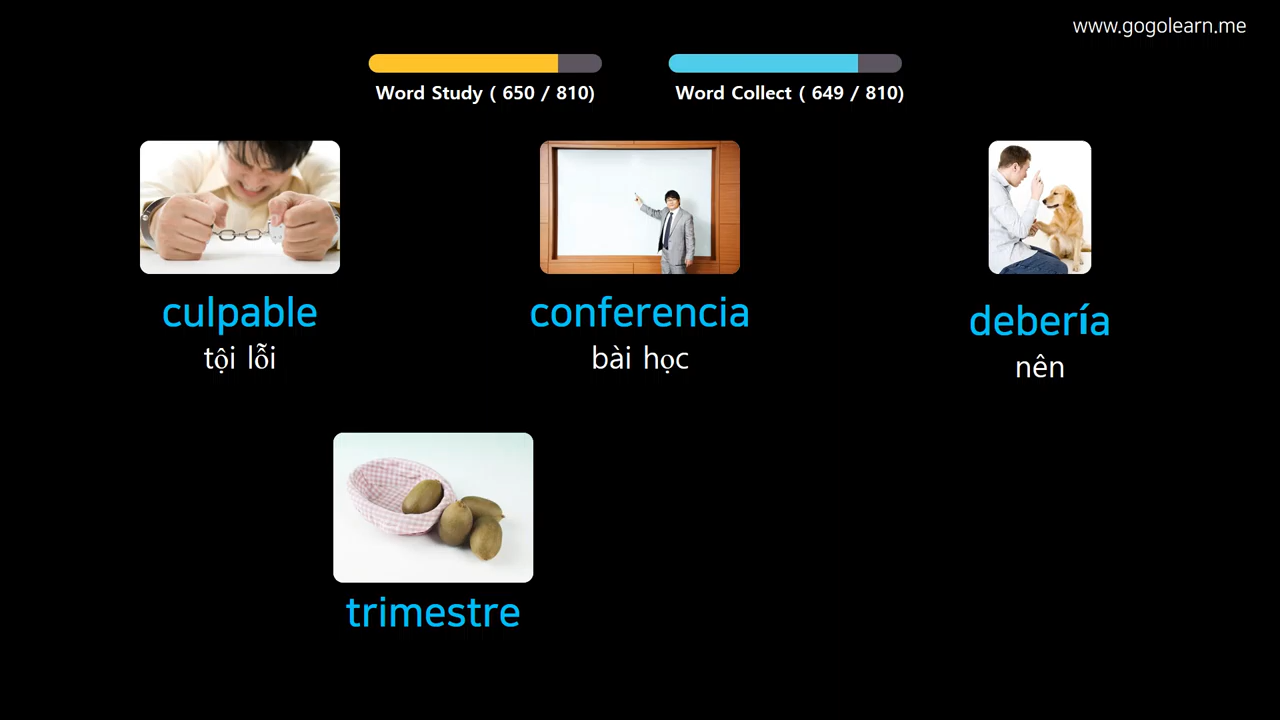 www.gogolearn.me
Word Study ( 650 / 810)
Word Collect ( 649 / 810)
culpable
tội lỗi
conferencia
bài học
debería
nên
trimestre